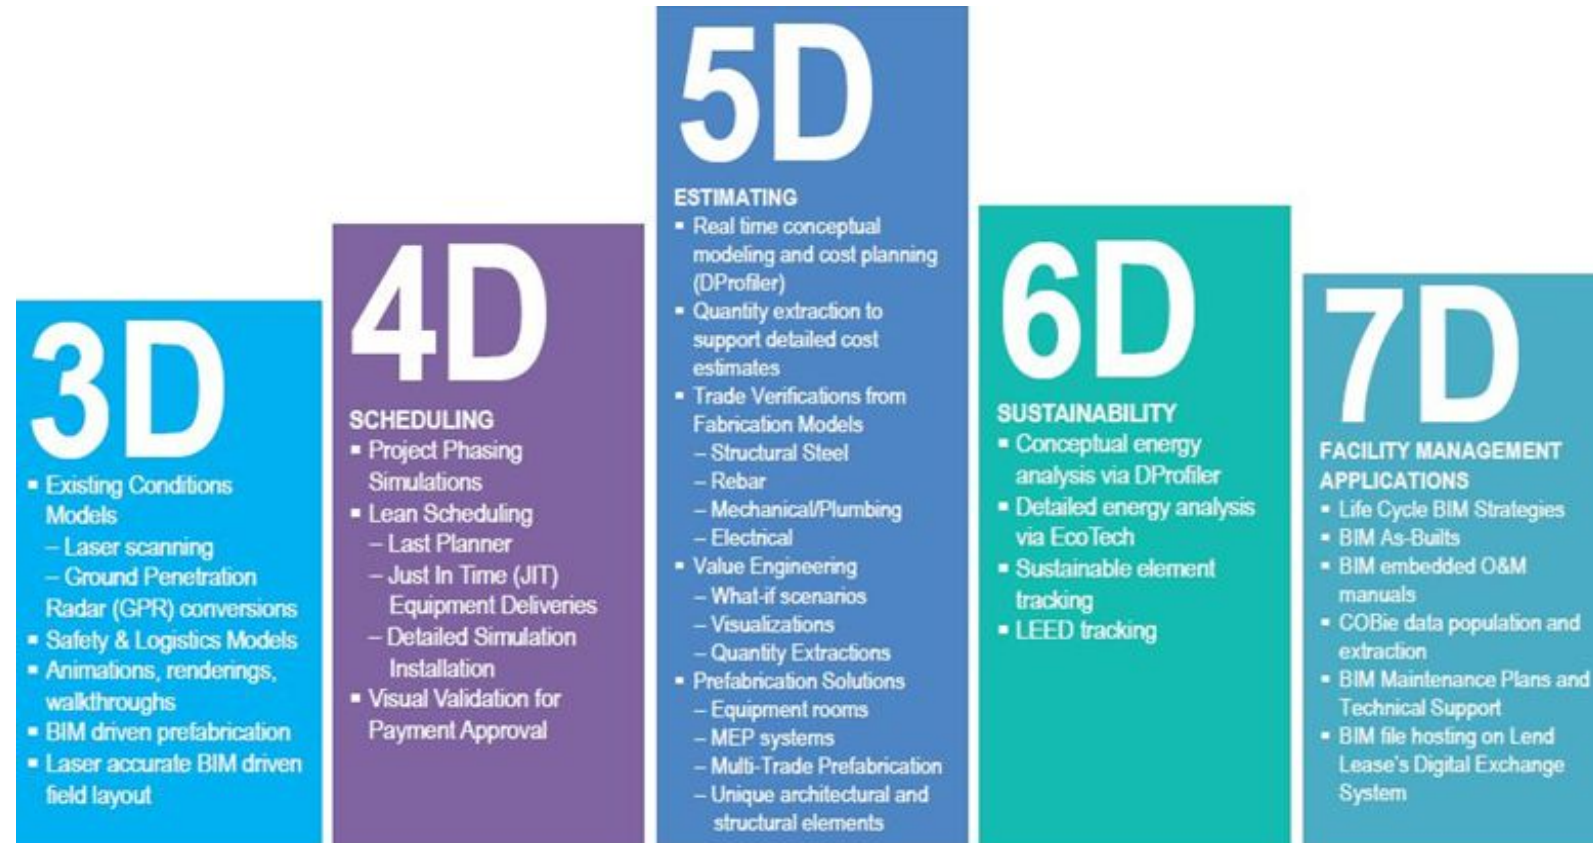 3D
▪ Existing Conditions
Models
– Laser scanning
– Ground Penetration
Radar (GPR) conversions
▪ Safety & Logistics Models
▪ Animations, renderings,
walkthroughs
▪ BIM driven prefabrication
▪ Laser accurate BIM driven
field layout
4D
SCHEDULING
▪ Project Phasing
Simulations
▪ Lean Scheduling
– Last Planner
– Just In Time (JIT)
Equipment Deliveries
– Detailed Simulation
Installation
▪ Visual Validation for
Payment Approval
5D
ESTIMATING
▪ Real time conceptual
modeling and cost planning
(DProfiler)
▪ Quantity extraction to
support detailed cost
estimates
▪ Trade Verifications from
Fabrication Models
– Structural Steel
– Rebar
– Mechanical/Plumbing
– Electrical
▪ Value Engineering
– What-if scenarios
– Visualizations
– Quantity Extractions
▪ Prefabrication Solutions
– Equipment rooms
– MEP systems
– Multi-Trade Prefabrication
– Unique architectural and
structural elements
6D
SUSTAINABILITY
▪ Conceptual energy
analysis via DProfiler
▪ Detailed energy analysis
via EcoTech
▪ Sustainable element
tracking
▪ LEED tracking
7D
FACILITY MANAGEMENT
APPLICATIONS
▪ Life Cycle BIM Strategies
▪ BIM As-Builts
▪ BIM embedded O&M
manuals
▪ COBie data population and
extraction
▪ BIM Maintenance Plans and
Technical Support
▪ BIM file hosting on Lend
Lease's Digital Exchange
System